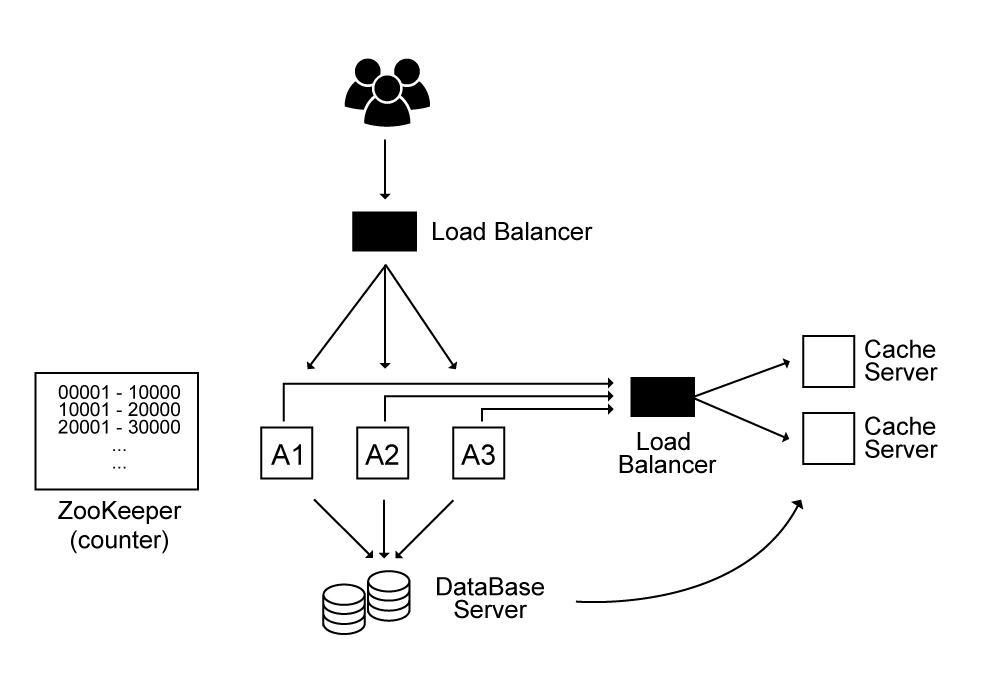 Load Balancer
Cache
Server
00001 - 10000
10001 - 20000
20001 - 30000
...
...
A1
A2
A3
Load
Balancer
Cache
Server
ZooKeeper
(counter)
DataBase
Server